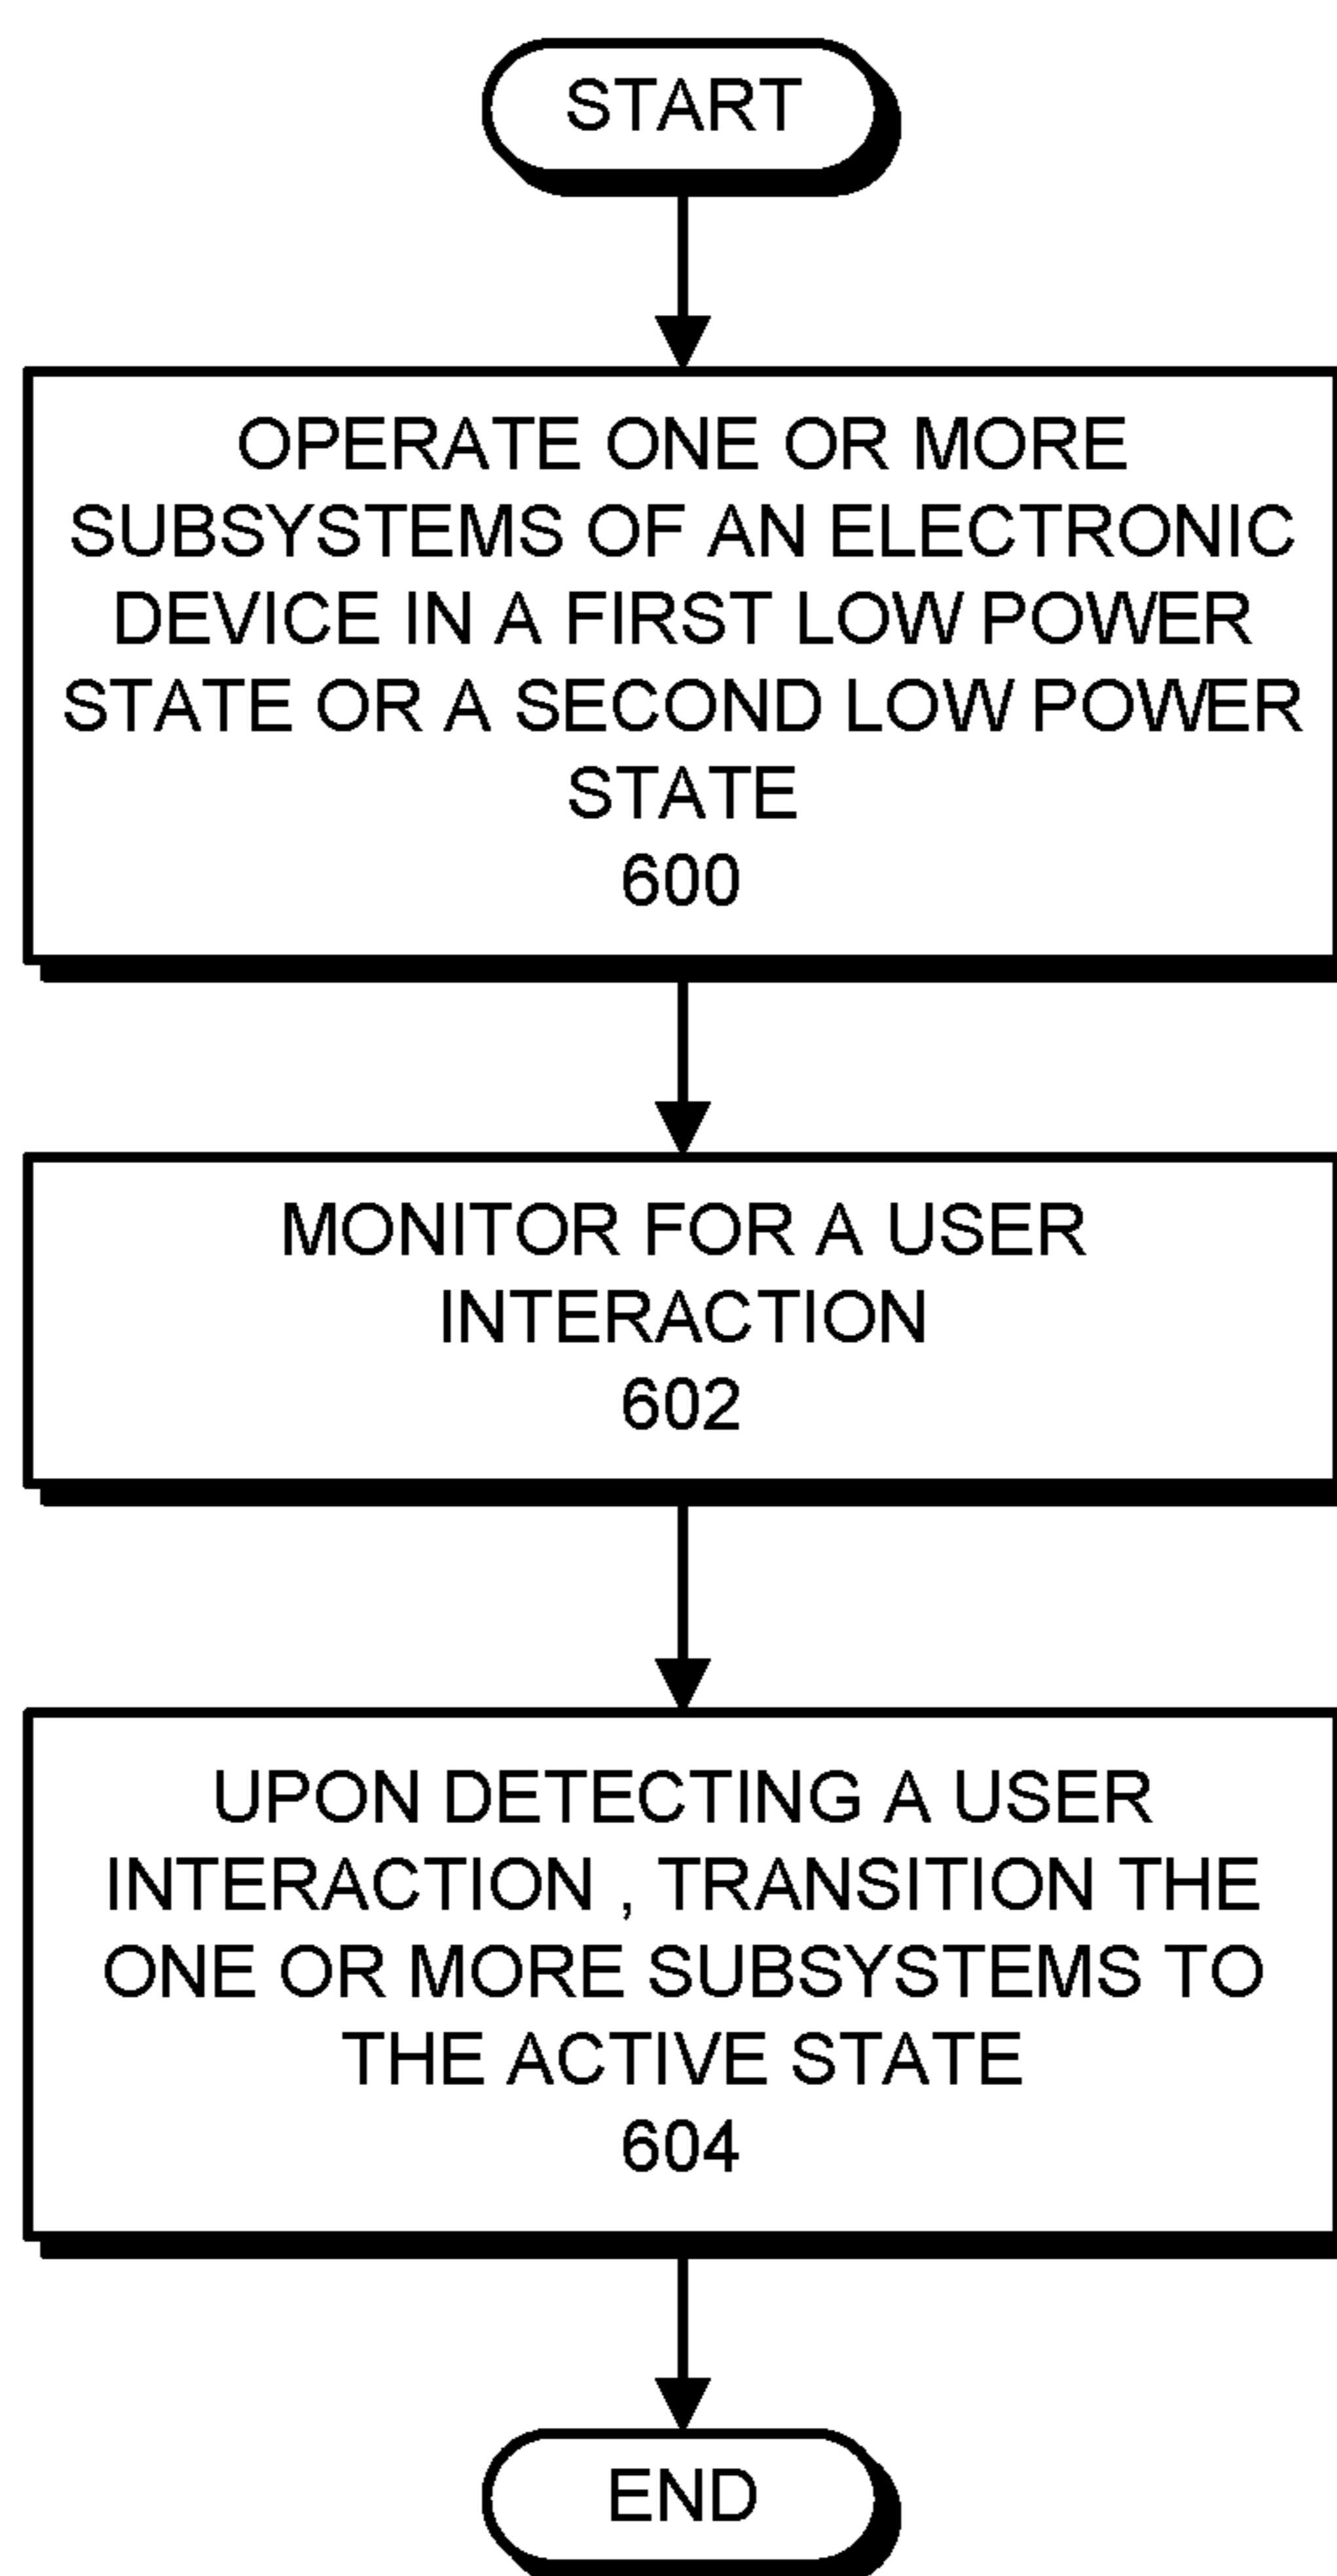 START
OPERATE ONE OR MORE
SUBSYSTEMS OF AN ELECTRONIC
DEVICE IN A FIRST LOW POWER
STATE OR A SECOND LOW POWER
STATE
600
MONITOR FOR A USER
INTERACTION
602
UPON DETECTING A USER
INTERACTION , TRANSITION THE
ONE OR MORE SUBSYSTEMS TO
THE ACTIVE STATE
604
END